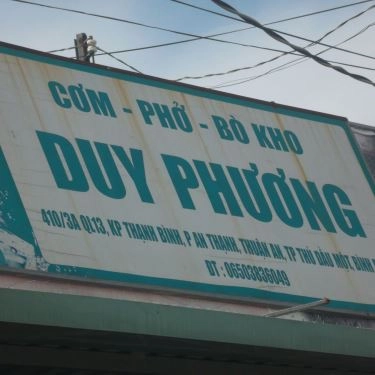 CƠM - PHỞ - BÒ KHO
DUY PHƯƠNG
410/3A QL13, KP THẠNH BÌNH, P AN THẠNH, THUẬN AN, TP THỦ DẦU MỘT, BÌNH
ĐT : 06503836049